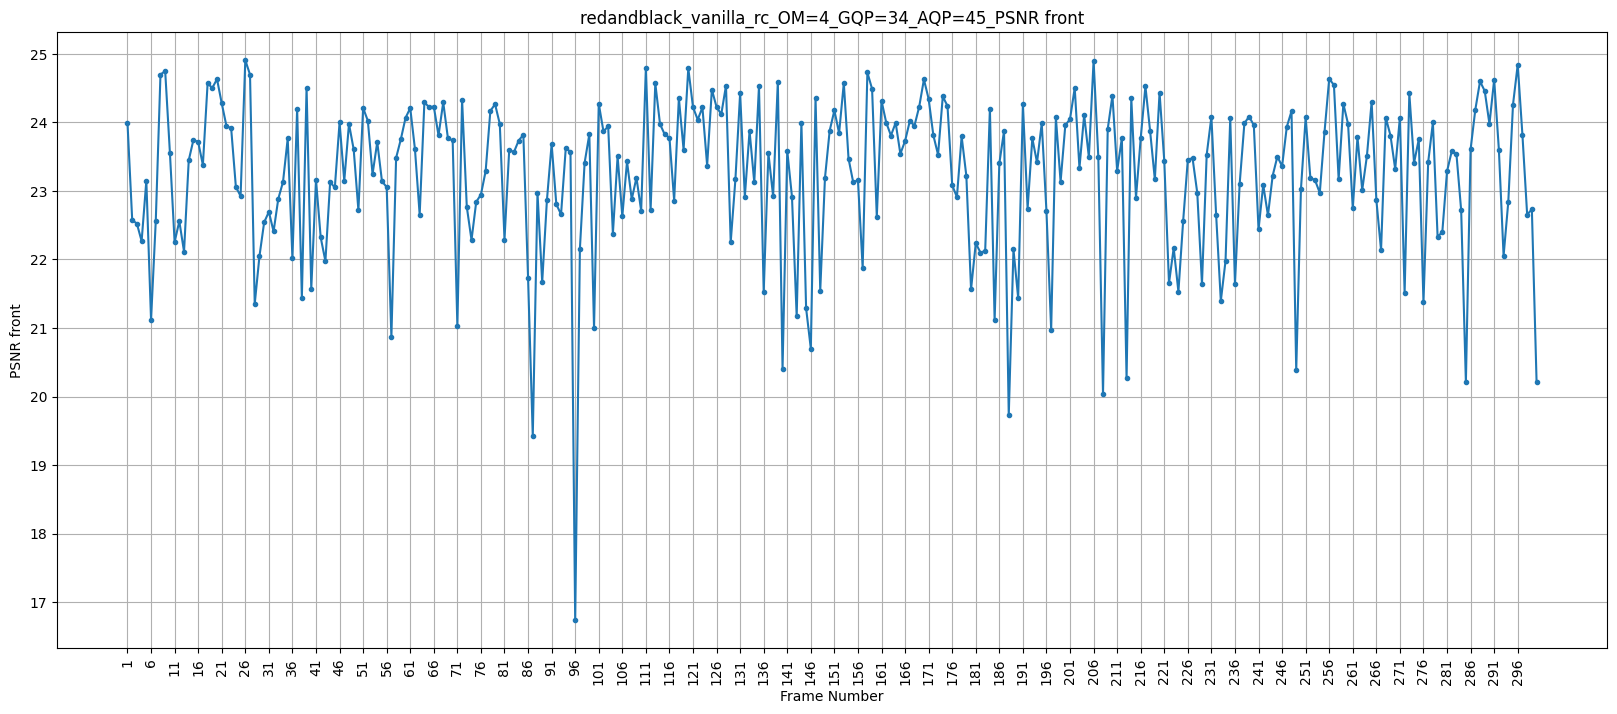 redandblack_vanilla_rc_OM=4_GQP=34_AQP=45_PSNR front
PSNR front
25
24
23
22
21
20
19
18
17
1 6 11 16 21 26 31 36 41 46 51 56 61 66 71 76 81 86 91 96 101 106 111 116 121 126 131 136 141 146 151 156 161 166 171 176 181 186 191 196 201 206 211 216 221 226 231 236 241 246 251 256 261 266 271 276 281 286 291 296
Frame Number